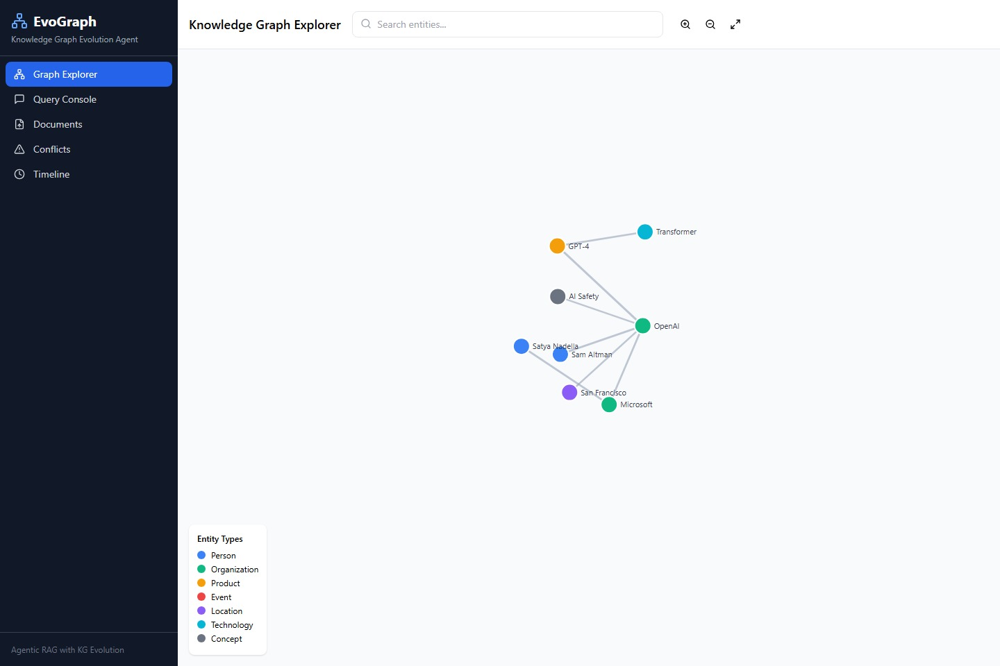 EvoGraph
Knowledge Graph Evolution Agent
Graph Explorer
Query Console
Documents
Conflicts
Timeline
Agentic RAG with KG Evolution
Knowledge Graph Explorer
Search entities...
Transformer
GPT-4
AI Safety
OpenAI
Satya Nadella
Sam Altman
San Francisco
Microsoft
Entity Types
Person
Organization
Product
Event
Location
Technology
Concept